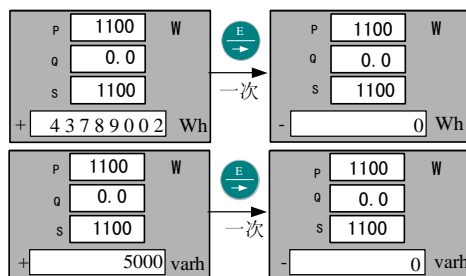 P 1100 W
Q 0.0
S 1100
+ 43789002 Wh
E
一次
P 1100 W
Q 0.0
S 1100
- 0 Wh
P 1100 W
Q 0.0
S 1100
+ 5000 varh
E
一次
P 1100 W
Q 0.0
S 1100
- 0 varh